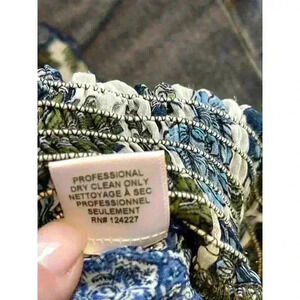 PROFESSIONAL
DRY CLEAN ONLY
NETTOYAGE À SEC
PROFESSIONNEL
SEULEMENT
RN# 124227